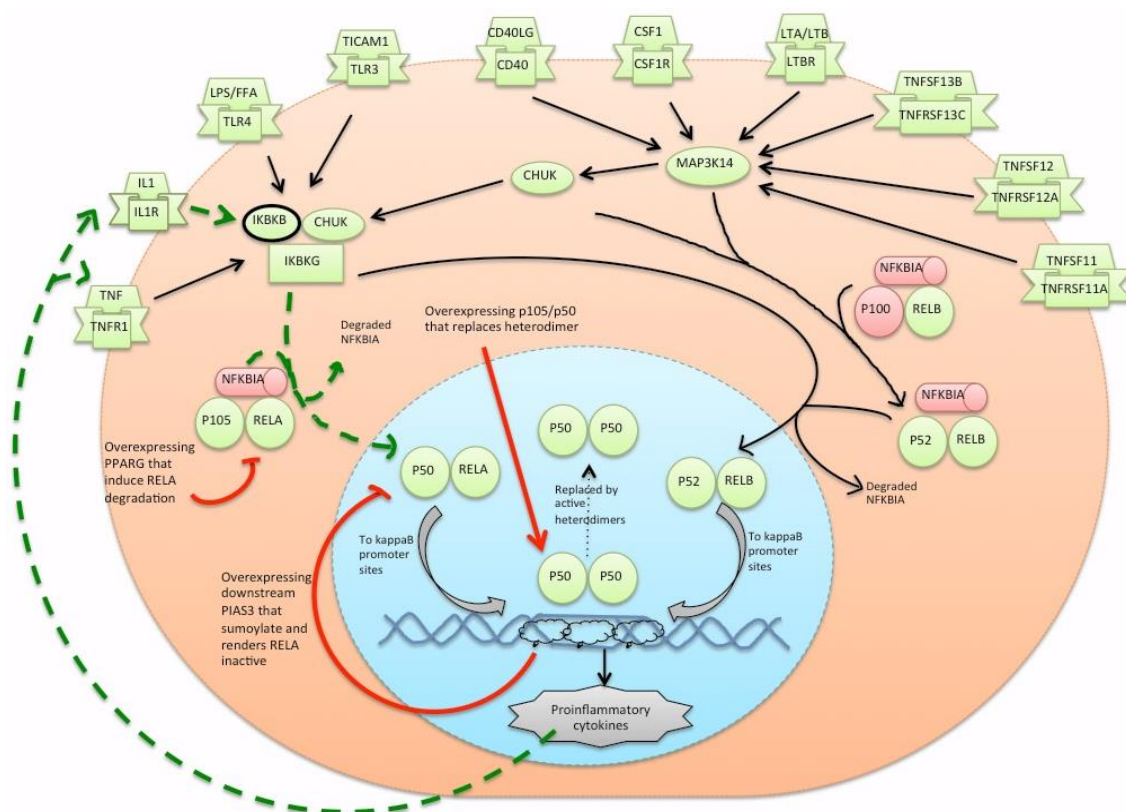 TICAM1
TLR3
CD40LG
CD40
CSF1
CSF1R
LTA/LTB
LTBR
LPS/FFA
TLR4
TNFSF13B
TNFRSF13C
IL1
IL1R
IKBKB
CHUK
IKBKG
CHUK
MAP3K14
TNFSF12
TNFRSF12A
TNFSF11
TNFRSF11A
TNF
TNFR1
NFKBIA
P100
RELB
Degraded
NFKBIA
Overexpressing p105/p50
that replaces heterodimer
NFKBIA
P105
RELA
Overexpressing
PPARG that
induce RELA
degradation
NFKBIA
P52
RELB
Degraded
NFKBIA
P50
P50
P50
RELA
Replaced by
active
heterodimers
P52
RELB
To kappaB
promoter
sites
To kappaB
promoter
sites
P50
P50
Overexpressing
downstream
PIAS3 that
sumoylate and
renders RELA
inactive
Proinflammatory
cytokines